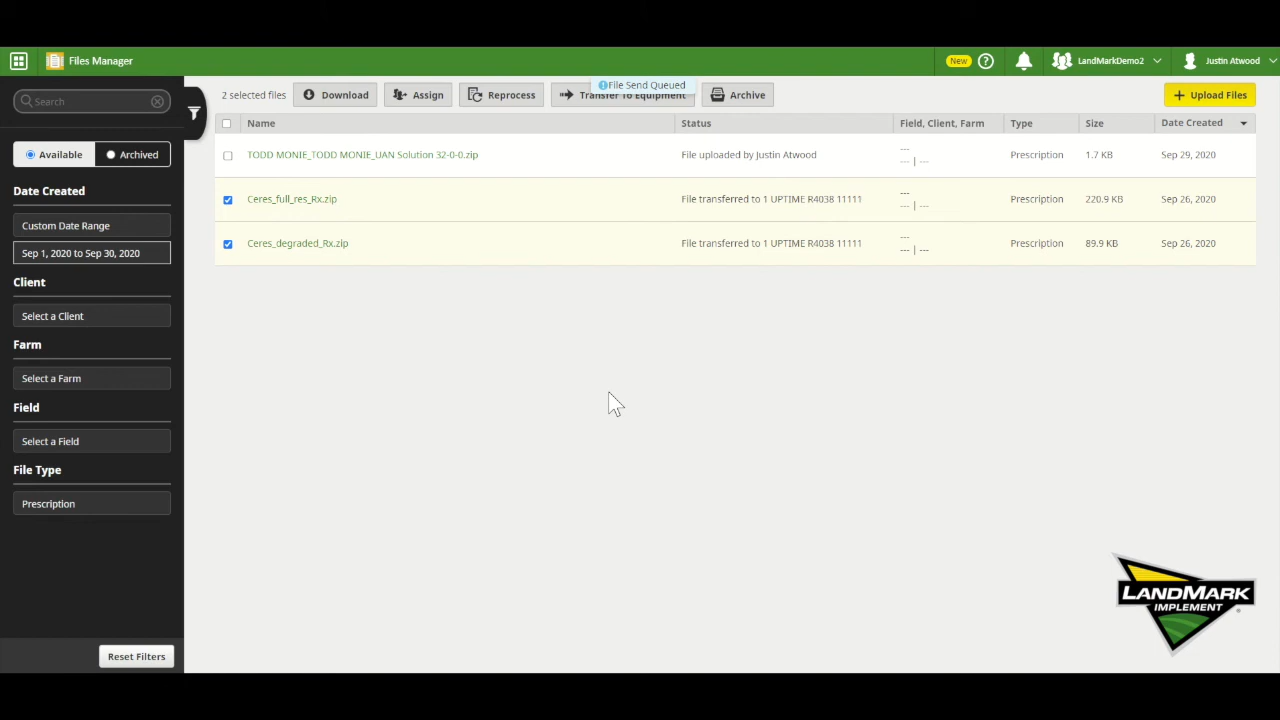 Files Manager
New
LandMarkDemo2
Justin Atwood
Search
Available
Archived
Date Created
Custom Date Range
Sep 1, 2020 to Sep 30, 2020
Client
Select a Client
Farm
Select a Farm
Field
Select a Field
File Type
Prescription
Reset Filters
2 selected files
Download
Assign
Reprocess
Transfer To Equipment
File Send Queued
Archive
Upload Files
Name Status Field, Client, Farm Type Size Date Created
TODD MONIE_TODD MONIE_UAN Solution 32-0-0.zip File uploaded by Justin Atwood --- Prescription 1.7 KB Sep 29, 2020
--- | ---
Ceres_full_res_Rx.zip File transferred to 1 UPTIME R4038 11111 --- Prescription 220.9 KB Sep 26, 2020
--- | ---
Ceres_degraded_Rx.zip File transferred to 1 UPTIME R4038 11111 --- Prescription 89.9 KB Sep 26, 2020
--- | ---
LANDMARK
IMPLEMENT